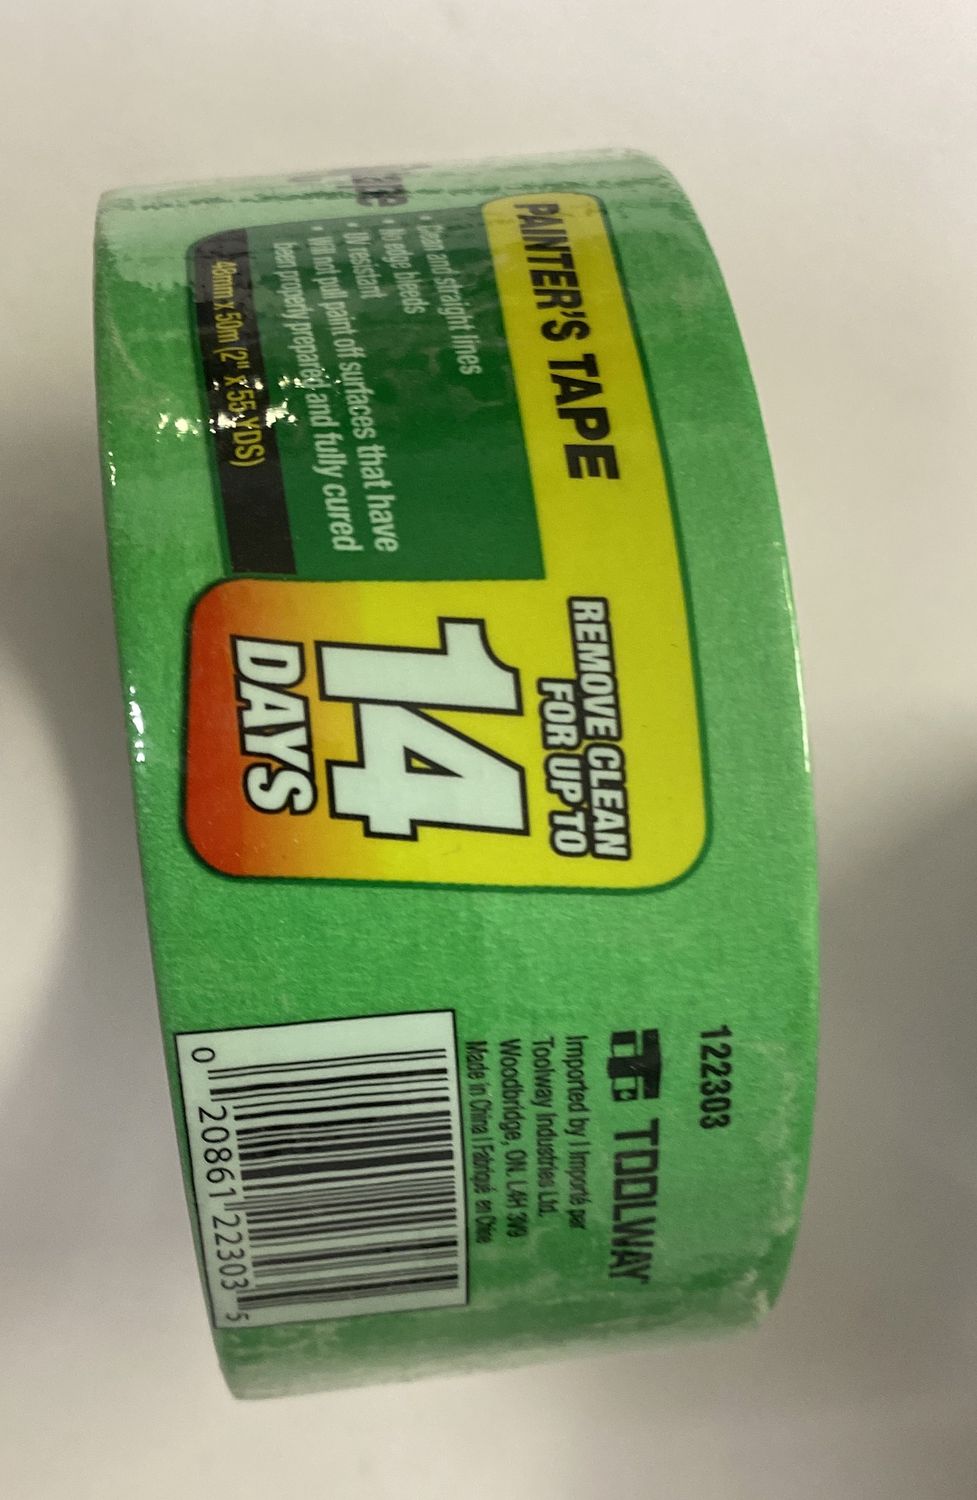 PAINTER'S TAPE
• Clean and straight lines
• No edge bleeds
• UV resistant
• Will not pull paint off surfaces that have
been properly prepared and fully cured
48mm X 50m (2" X 55 YDS)
REMOVE CLEAN
FOR UP TO
14
DAYS
122303
TOOLWAY
Imported by | Importé par
Toolway Industries Ltd.
Woodbridge, ON. L4H 3V9
Made in China | Fabriqué en Chine
0 20861 22303 5